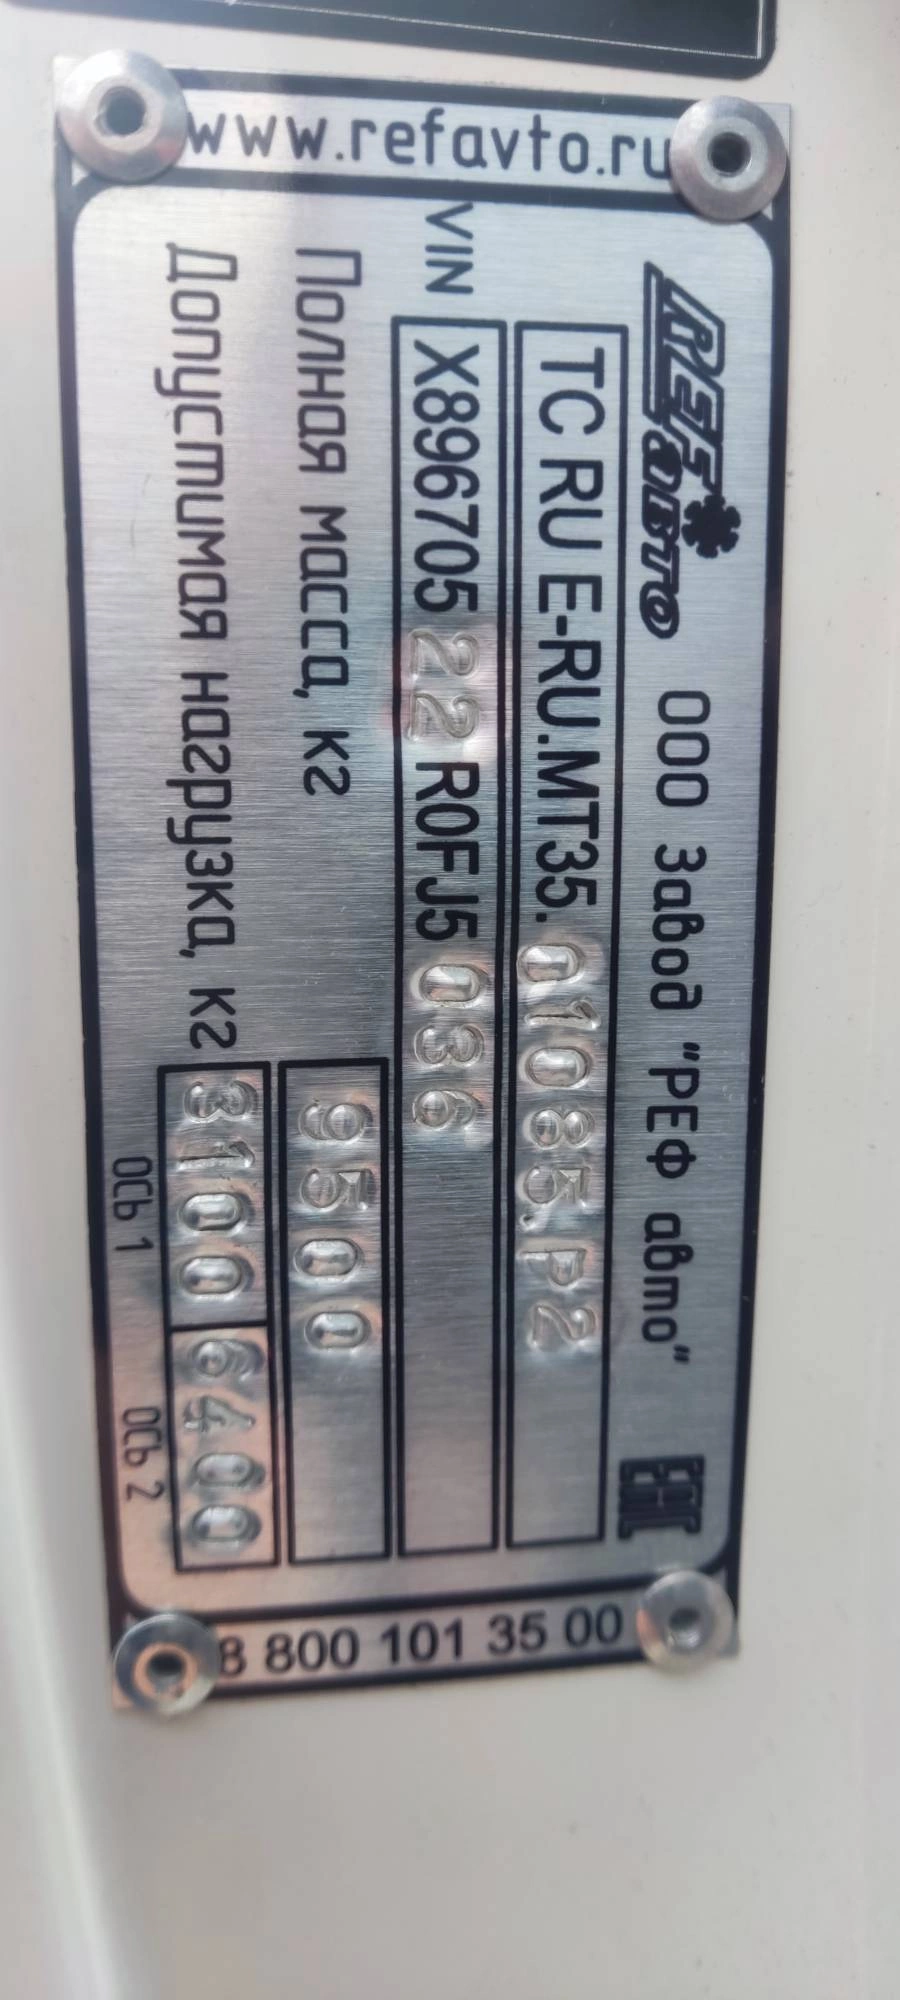 www.refavto.ru
РЕФ авто ООО Завод "РЕФ авто" ЕАС
ТС RU E-RU.MT35. 01085.P2
VIN X896705 22 R0FJ5 036
Полная масса, кг 9500
Допустимая нагрузка, кг 3100 6400
ОСЬ 1 ОСЬ 2
8 800 101 35 00